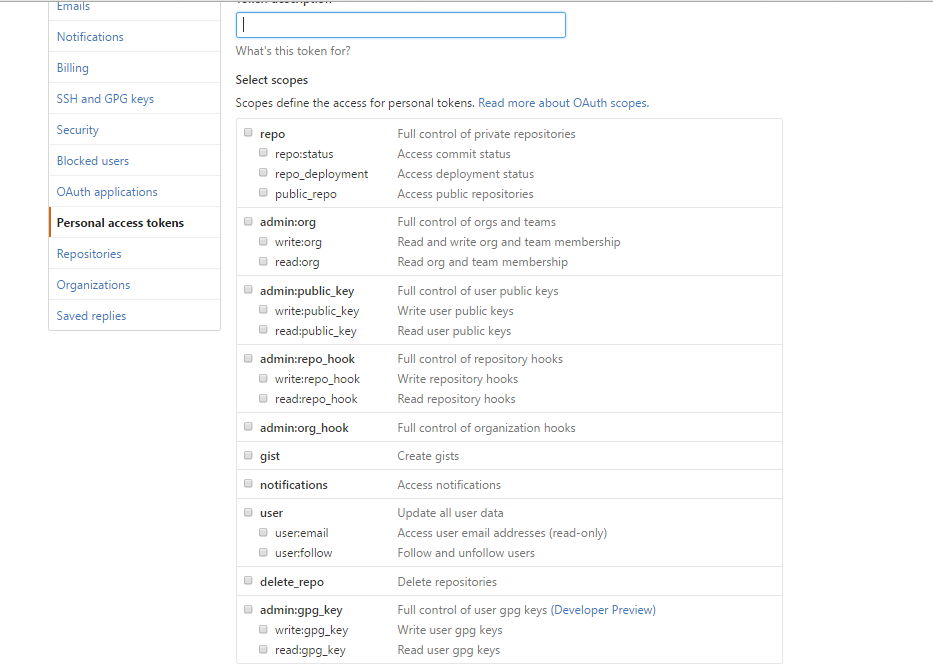 Emails
Notifications
Billing
SSH and GPG keys
Security
Blocked users
OAuth applications
Personal access tokens
Repositories
Organizations
Saved replies
Token description
What's this token for?
Select scopes
Scopes define the access for personal tokens. Read more about OAuth scopes.
repo Full control of private repositories
repo:status Access commit status
repo_deployment Access deployment status
public_repo Access public repositories
admin:org Full control of orgs and teams
write:org Read and write org and team membership
read:org Read org and team membership
admin:public_key Full control of user public keys
write:public_key Write user public keys
read:public_key Read user public keys
admin:repo_hook Full control of repository hooks
write:repo_hook Write repository hooks
read:repo_hook Read repository hooks
admin:org_hook Full control of organization hooks
gist Create gists
notifications Access notifications
user Update all user data
user:email Access user email addresses (read-only)
user:follow Follow and unfollow users
delete_repo Delete repositories
admin:gpg_key Full control of user gpg keys (Developer Preview)
write:gpg_key Write user gpg keys
read:gpg_key Read user gpg keys